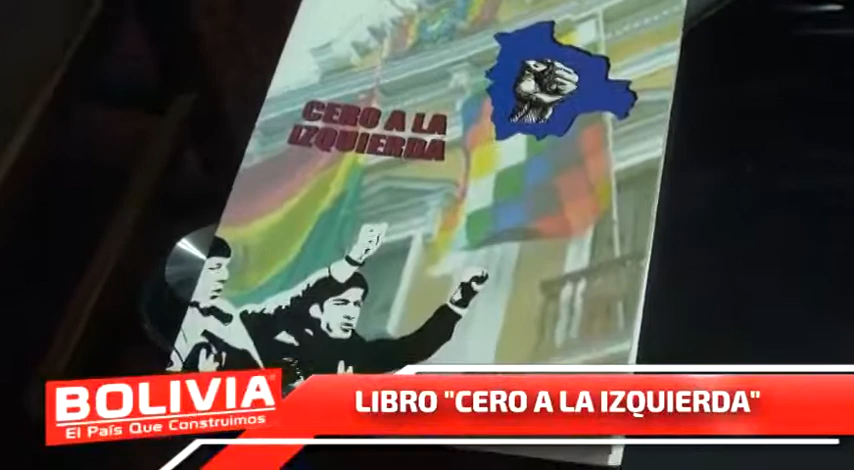 CERO A LA
IZQUIERDA
BOLIVIA
El País Que Construimos
LIBRO "CERO A LA IZQUIERDA"